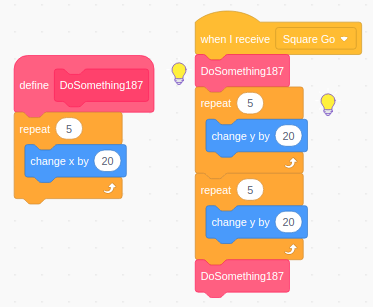 define DoSomething187
repeat 5
change x by 20
when I receive Square Go
DoSomething187
repeat 5
change y by 20
repeat 5
change y by 20
DoSomething187